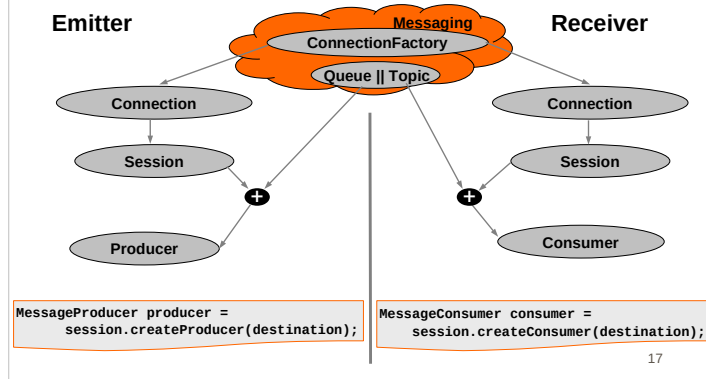 Emitter
Messaging
Receiver
ConnectionFactory
Queue || Topic
Connection
Connection
Session
Session
+
+
Producer
Consumer
MessageProducer producer =
session.createProducer(destination);
MessageConsumer consumer =
session.createConsumer(destination);
17